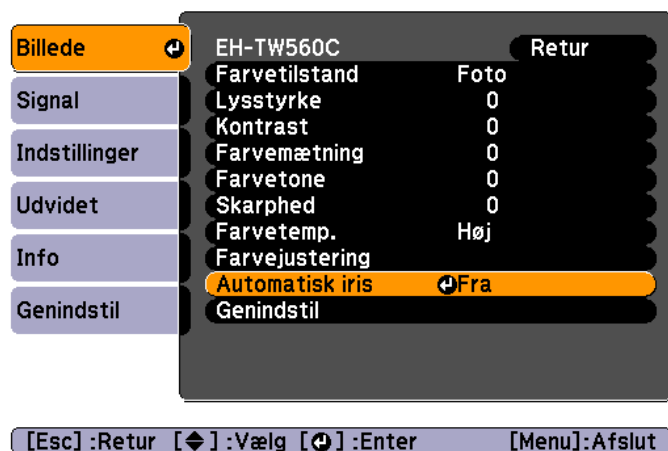 Billede
Signal
Indstillinger
Udvidet
Info
Genindstil
EH-TW560C Retur
Farvetilstand Foto
Lysstyrke 0
Kontrast 0
Farvemætning 0
Farvetone 0
Skarphed 0
Farvetemp. Høj
Farvejustering
Automatisk iris Fra
Genindstil
[Esc] :Retur [◆] :Vælg [⏎] :Enter [Menu]:Afslut